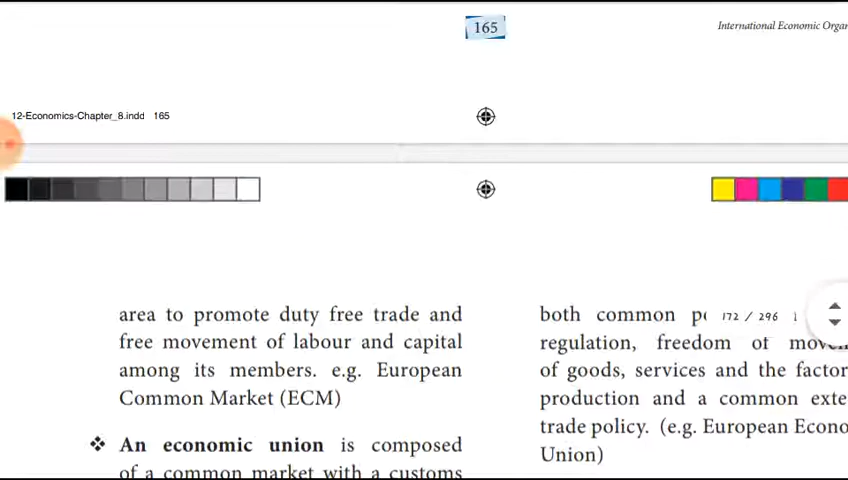 165
International Economic Organ
12-Economics-Chapter_8.indd 165
area to promote duty free trade and
free movement of labour and capital
among its members. e.g. European
Common Market (ECM)
❖ An economic union is composed
of a common market with a customs
both common
172 / 296
regulation, freedom of
of goods, services and the factor
production and a common exte
trade policy. (e.g. European Econo
Union)